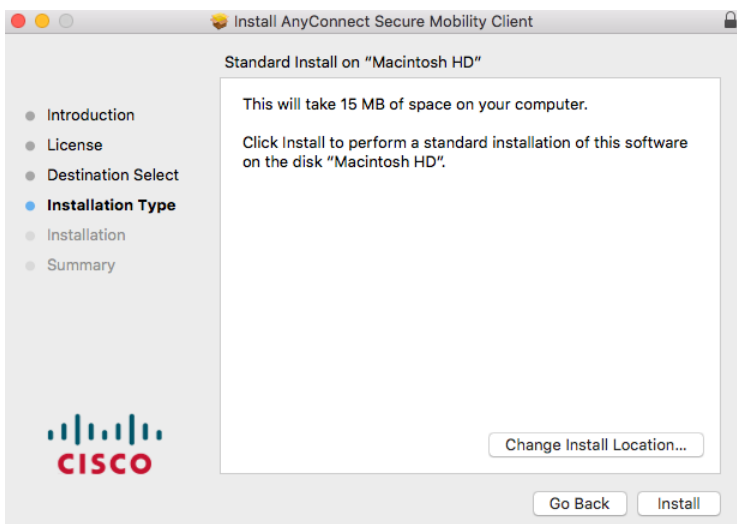 Install AnyConnect Secure Mobility Client
Standard Install on “Macintosh HD”
Introduction
License
Destination Select
Installation Type
Installation
Summary
This will take 15 MB of space on your computer.
Click Install to perform a standard installation of this software
on the disk “Macintosh HD”.
CISCO
Change Install Location...
Go Back
Install